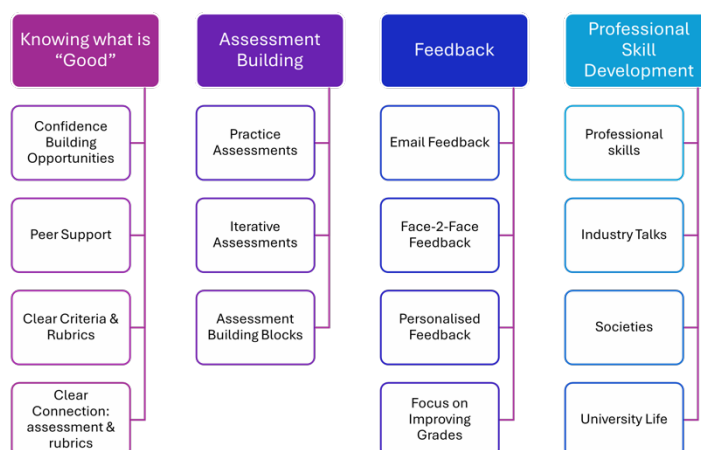 Knowing what is
“Good”
Confidence
Building
Opportunities
Peer Support
Clear Criteria &
Rubrics
Clear
Connection:
assessment &
rubrics
Assessment
Building
Practice
Assessments
Iterative
Assessments
Assessment
Building Blocks
Feedback
Email Feedback
Face-2-Face
Feedback
Personalised
Feedback
Focus on
Improving
Grades
Professional
Skill
Development
Professional
skills
Industry Talks
Societies
University Life